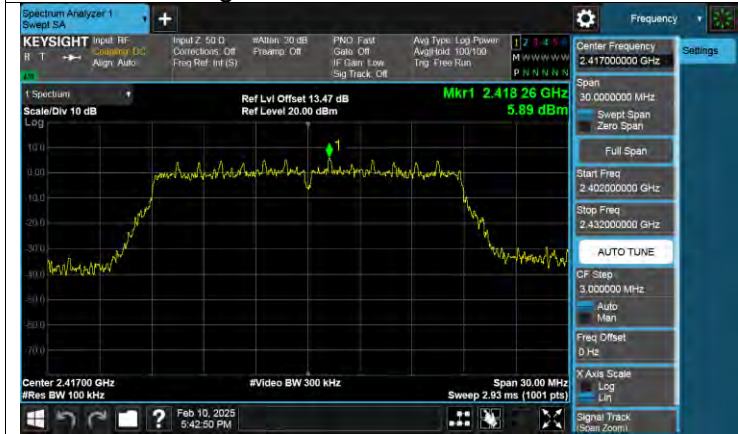 Spectrum Analyzer 1
Swept SA
+
Frequency
KEYSIGHT
R T
Input: RF
Coupling: DC
Align: Auto
Input Z: 50 Ω
Corrections: Off
Freq Ref: Int (S)
#Atten: 30 dB
Preamp: Off
PNO: Fast
Gate: Off
IF Gain: Low
Sig Track: Off
Avg Type: Log-Power
Avg|Hold: 100/100
Trig: Free Run
1 2 3 4 5 6
M W W W W W
P N N N N N
Center Frequency
2.417000000 GHz
Settings
Span
30.0000000 MHz
Swept Span
Zero Span
Full Span
Start Freq
2.402000000 GHz
Stop Freq
2.432000000 GHz
AUTO TUNE
CF Step
3.000000 MHz
Auto
Man
Freq Offset
0 Hz
X Axis Scale
Log
Lin
Signal Track
(Span Zoom)
1 Spectrum
Scale/Div 10 dB
Log
Ref Lvl Offset 13.47 dB
Ref Level 20.00 dBm
Mkr1 2.418 26 GHz
5.89 dBm
1
10.0
0.00
-10.0
-20.0
-30.0
-40.0
-50.0
-60.0
-70.0
Center 2.41700 GHz
#Res BW 100 kHz
#Video BW 300 kHz
Span 30.00 MHz
Sweep 2.93 ms (1001 pts)
?
Feb 10, 2025
5:42:50 PM